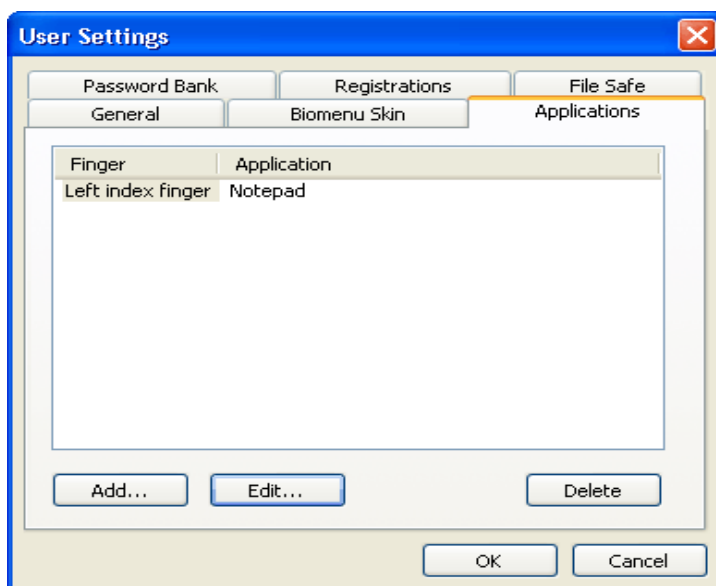 User Settings
Password Bank Registrations File Safe
General Biomenu Skin Applications
Finger Application
Left index finger Notepad
Add... Edit... Delete
OK Cancel